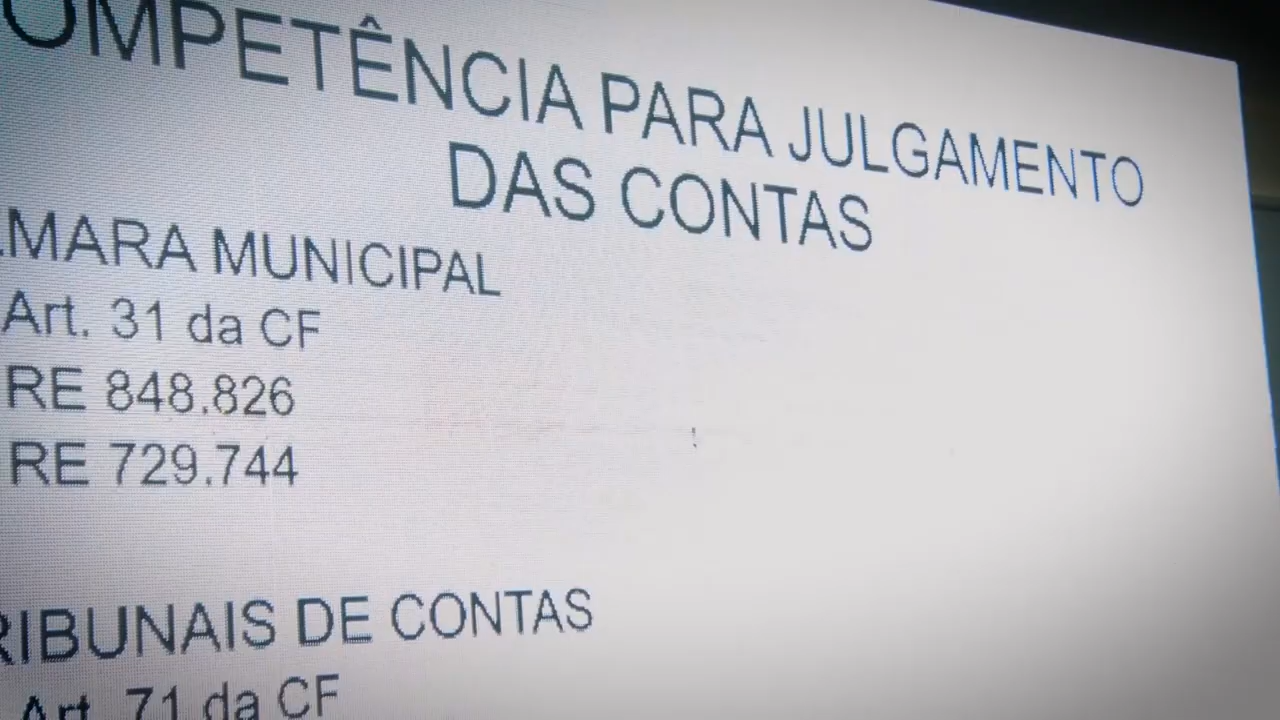 OMPETÊNCIA PARA JULGAMENTO
DAS CONTAS
MARA MUNICIPAL
Art. 31 da CF
RE 848.826
RE 729.744
RIBUNAIS DE CONTAS
Art. 71 da CF